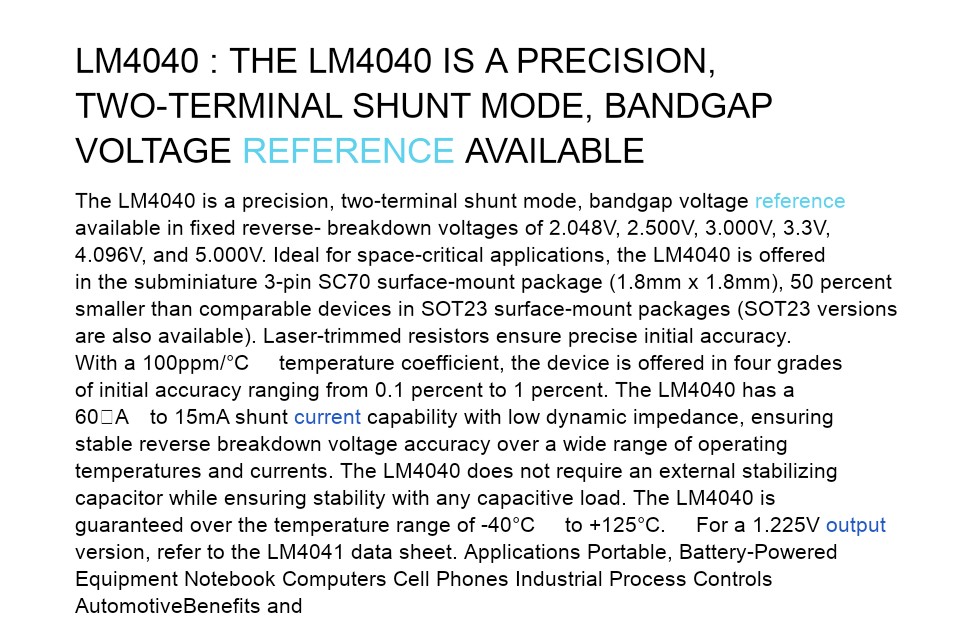 LM4040 : THE LM4040 IS A PRECISION,
TWO-TERMINAL SHUNT MODE, BANDGAP
VOLTAGE REFERENCE AVAILABLE
The LM4040 is a precision, two-terminal shunt mode, bandgap voltage reference
available in fixed reverse- breakdown voltages of 2.048V, 2.500V, 3.000V, 3.3V,
4.096V, and 5.000V. Ideal for space-critical applications, the LM4040 is offered
in the subminiature 3-pin SC70 surface-mount package (1.8mm x 1.8mm), 50 percent
smaller than comparable devices in SOT23 surface-mount packages (SOT23 versions
are also available). Laser-trimmed resistors ensure precise initial accuracy.
With a 100ppm/°C temperature coefficient, the device is offered in four grades
of initial accuracy ranging from 0.1 percent to 1 percent. The LM4040 has a
60□A to 15mA shunt current capability with low dynamic impedance, ensuring
stable reverse breakdown voltage accuracy over a wide range of operating
temperatures and currents. The LM4040 does not require an external stabilizing
capacitor while ensuring stability with any capacitive load. The LM4040 is
guaranteed over the temperature range of -40°C to +125°C. For a 1.225V output
version, refer to the LM4041 data sheet. Applications Portable, Battery-Powered
Equipment Notebook Computers Cell Phones Industrial Process Controls
AutomotiveBenefits and